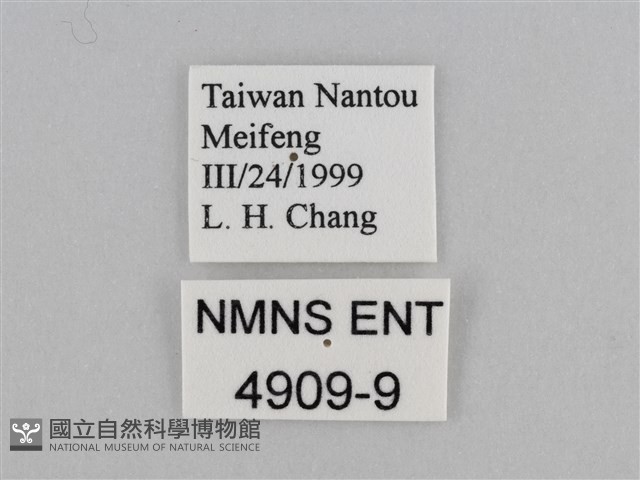 Taiwan Nantou
Meifeng
III/24/1999
L. H. Chang
NMNS ENT
4909-9
國立自然科學博物館
NATIONAL MUSEUM OF NATURAL SCIENCE